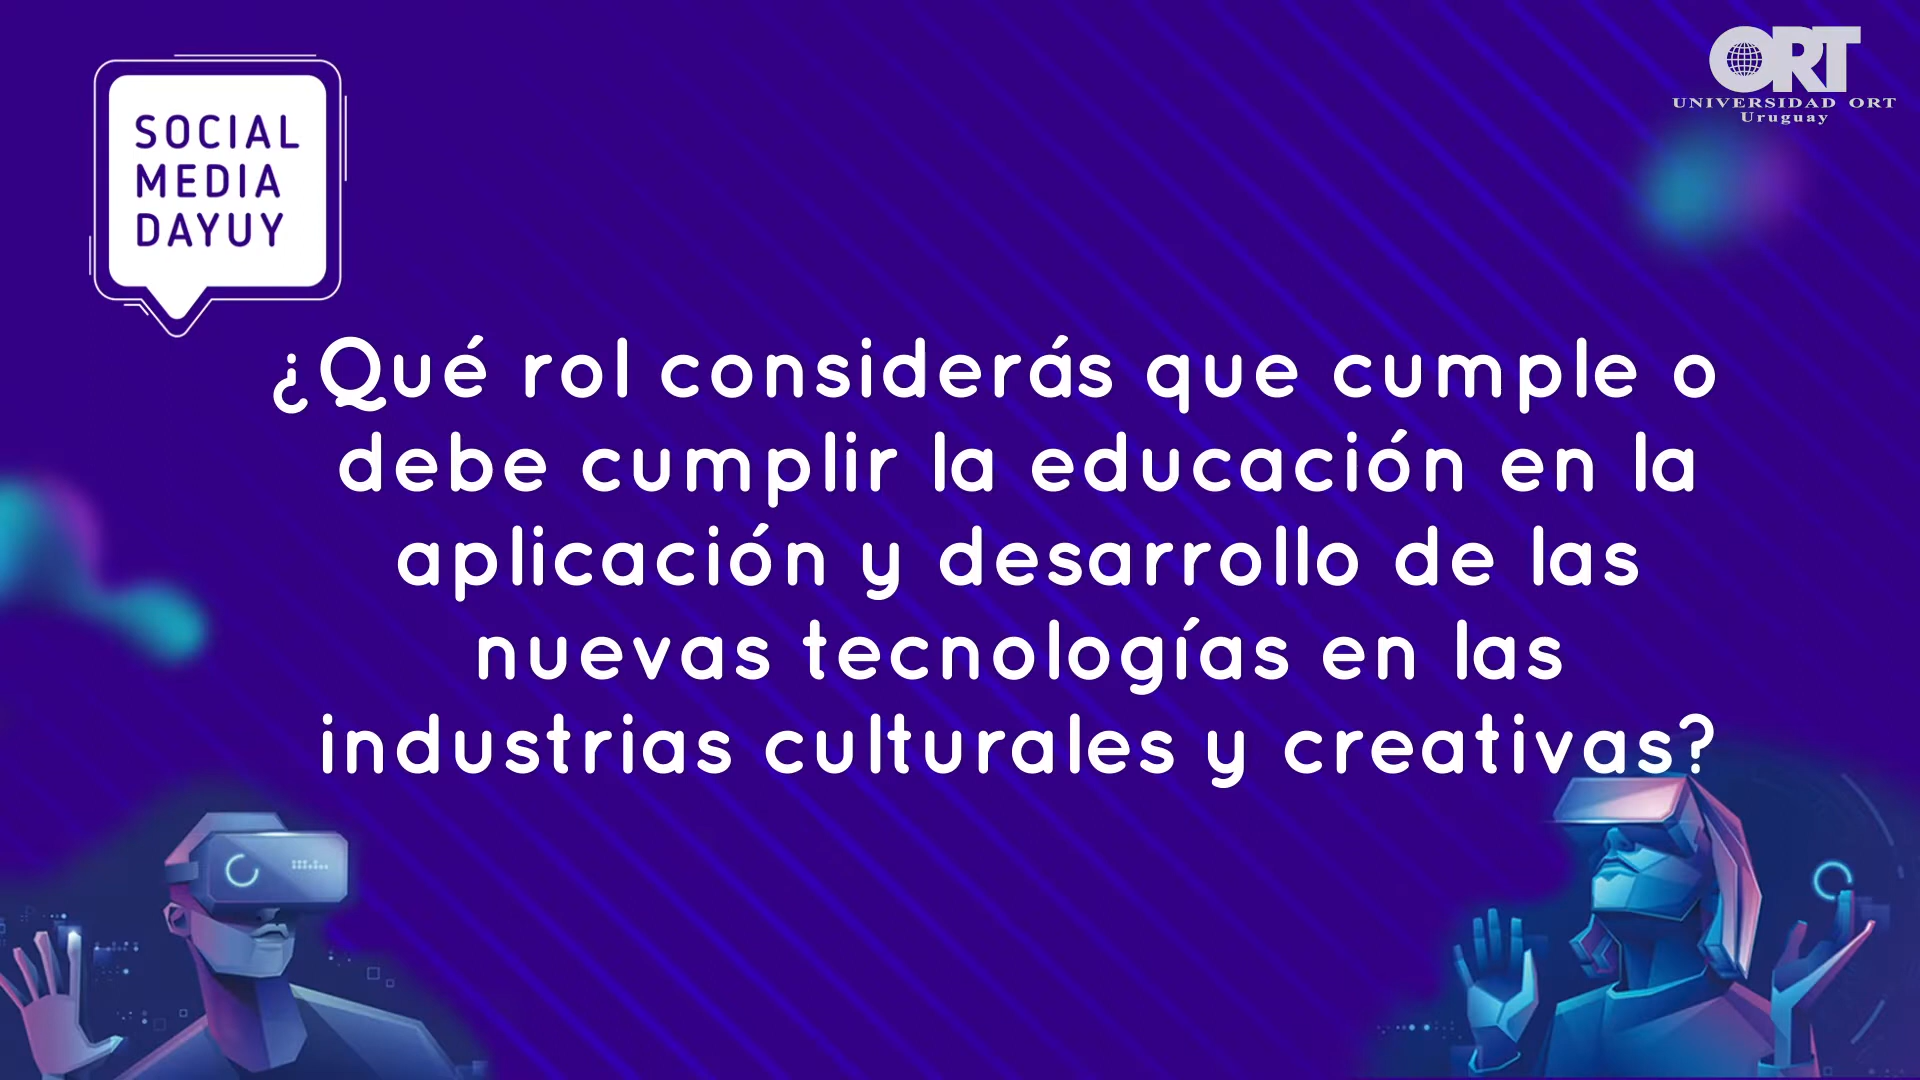 SOCIAL
MEDIA
DAYUY
ORT
UNIVERSIDAD ORT
Uruguay
¿Qué rol considerás que cumple o
debe cumplir la educación en la
aplicación y desarrollo de las
nuevas tecnologías en las
industrias culturales y creativas?